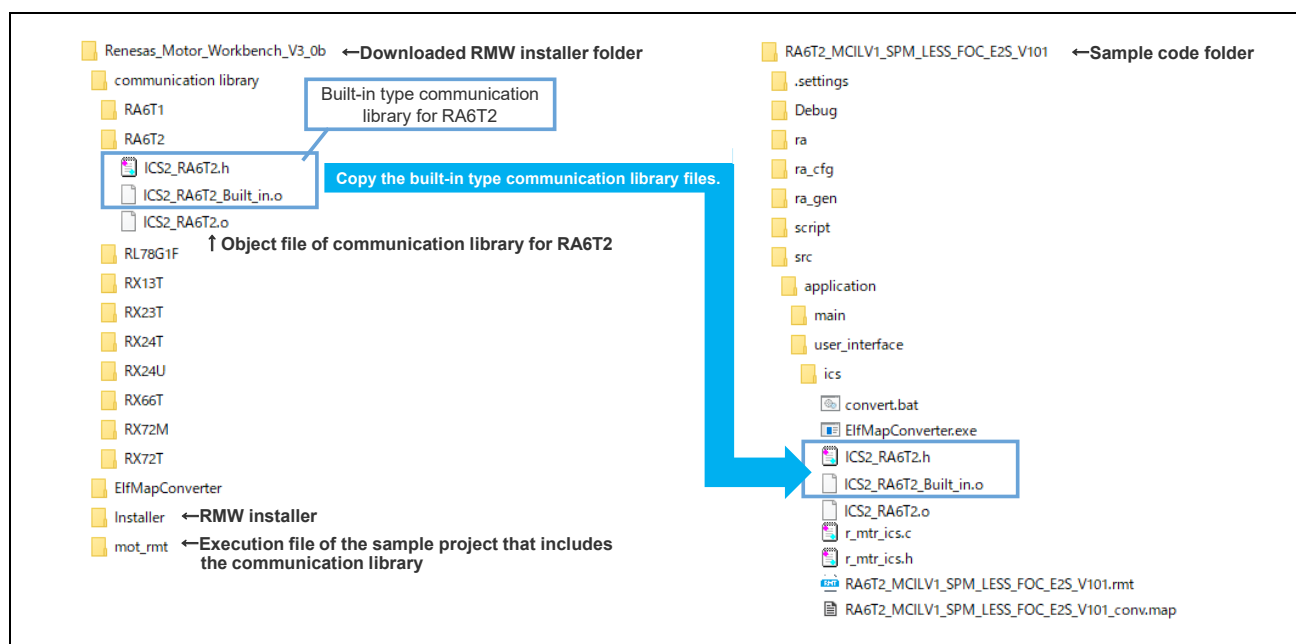 Renesas_Motor_Workbench_V3_0b ←Downloaded RMW installer folder
communication library
Built-in type communication
library for RA6T2
RA6T1
RA6T2
ICS2_RA6T2.h
ICS2_RA6T2_Built_in.o
ICS2_RA6T2.o
↑Object file of communication library for RA6T2
RL78G1F
RX13T
RX23T
RX24T
RX24U
RX66T
RX72M
RX72T
ElfMapConverter
Installer ←RMW installer
mot_rmt ←Execution file of the sample project that includes
the communication library
Copy the built-in type communication library files.
RA6T2_MCILV1_SPM_LESS_FOC_E2S_V101 ←Sample code folder
.settings
Debug
ra
ra_cfg
ra_gen
script
src
application
main
user_interface
ics
convert.bat
ElfMapConverter.exe
ICS2_RA6T2.h
ICS2_RA6T2_Built_in.o
ICS2_RA6T2.o
r_mtr_ics.c
r_mtr_ics.h
RMT RA6T2_MCILV1_SPM_LESS_FOC_E2S_V101.rmt
RA6T2_MCILV1_SPM_LESS_FOC_E2S_V101_conv.map